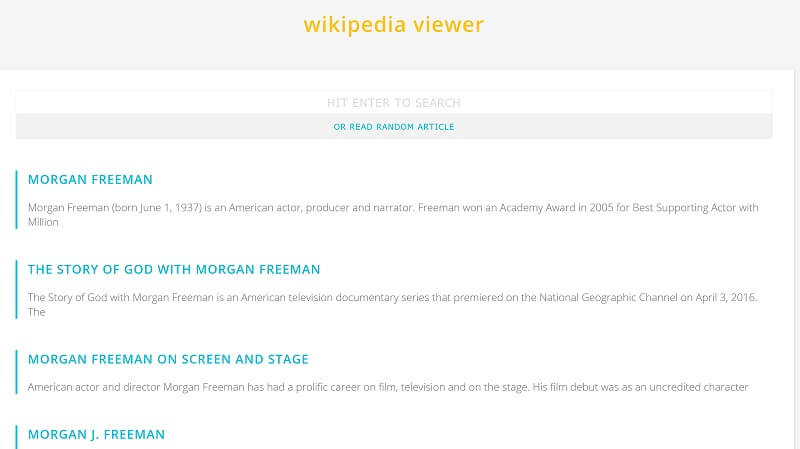 wikipedia viewer
HIT ENTER TO SEARCH
OR READ RANDOM ARTICLE
MORGAN FREEMAN
Morgan Freeman (born June 1, 1937) is an American actor, producer and narrator. Freeman won an Academy Award in 2005 for Best Supporting Actor with
Million
THE STORY OF GOD WITH MORGAN FREEMAN
The Story of God with Morgan Freeman is an American television documentary series that premiered on the National Geographic Channel on April 3, 2016.
The
MORGAN FREEMAN ON SCREEN AND STAGE
American actor and director Morgan Freeman has had a prolific career on film, television and on the stage. His film debut was as an uncredited character
MORGAN J. FREEMAN